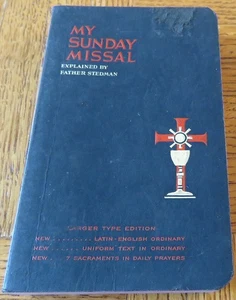 MY
SUNDAY
MISSAL
EXPLAINED BY
FATHER STEDMAN
LARGER TYPE EDITION
NEW .......... LATIN-ENGLISH ORDINARY
NEW ....... UNIFORM TEXT IN ORDINARY
NEW ... 7 SACRAMENTS IN DAILY PRAYERS